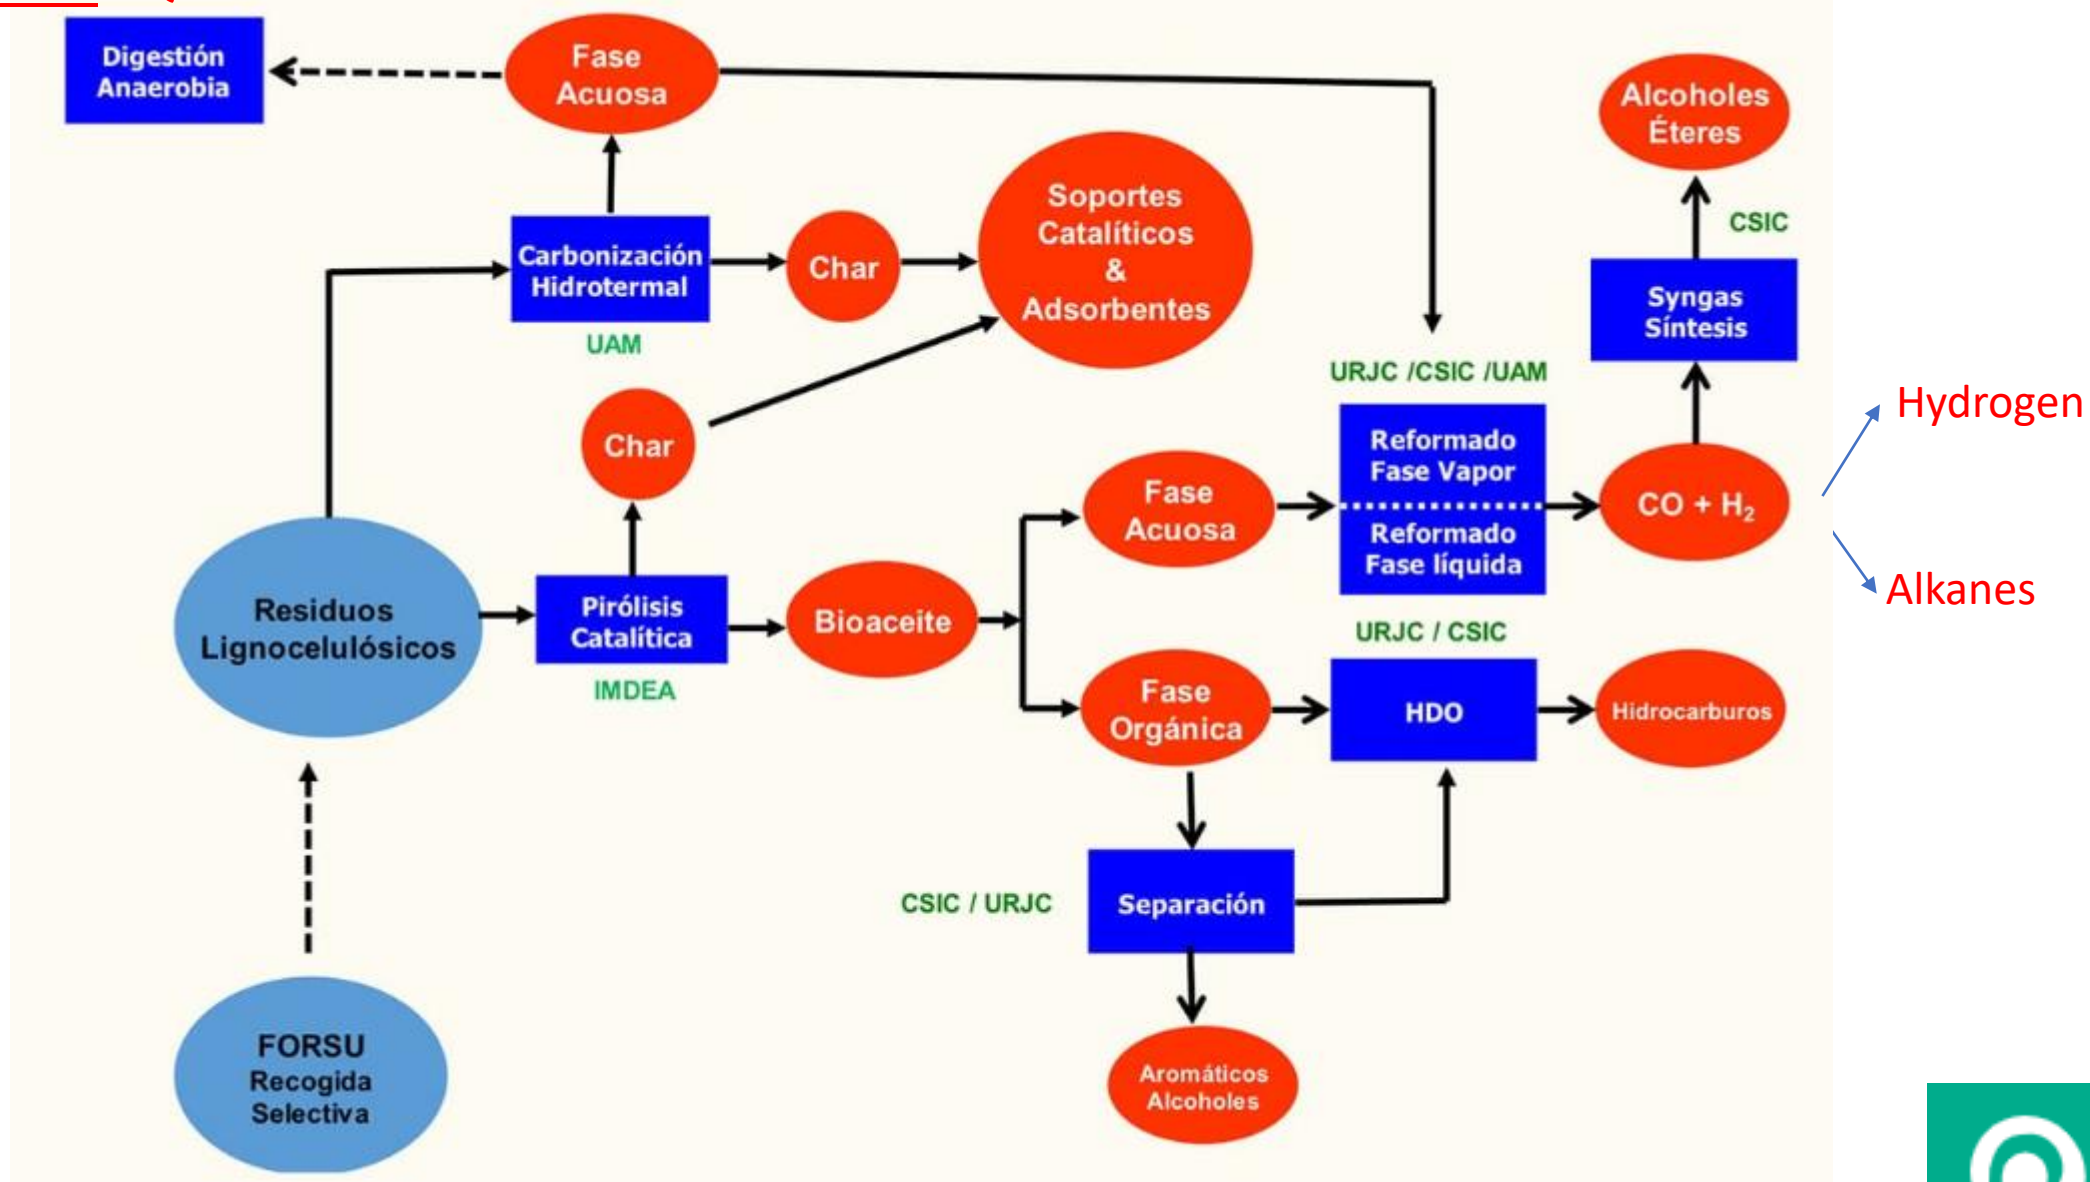 Digestión
Anaerobia
Fase
Acuosa
Alcoholes
Éteres
CSIC
Soportes
Catalíticos
&
Adsorbentes
Carbonización
Hidrotermal
UAM
Char
Syngas
Síntesis
URJC /CSIC /UAM
Char
Reformado
Fase Vapor
Reformado
Fase líquida
Fase
Acuosa
CO + H₂
Hydrogen
Alkanes
Residuos
Lignocelulósicos
Pirólisis
Catalítica
IMDEA
Bioaceite
URJC / CSIC
Fase
Orgánica
HDO
Hidrocarburos
CSIC / URJC
Separación
Aromáticos
Alcoholes
FORSU
Recogida
Selectiva